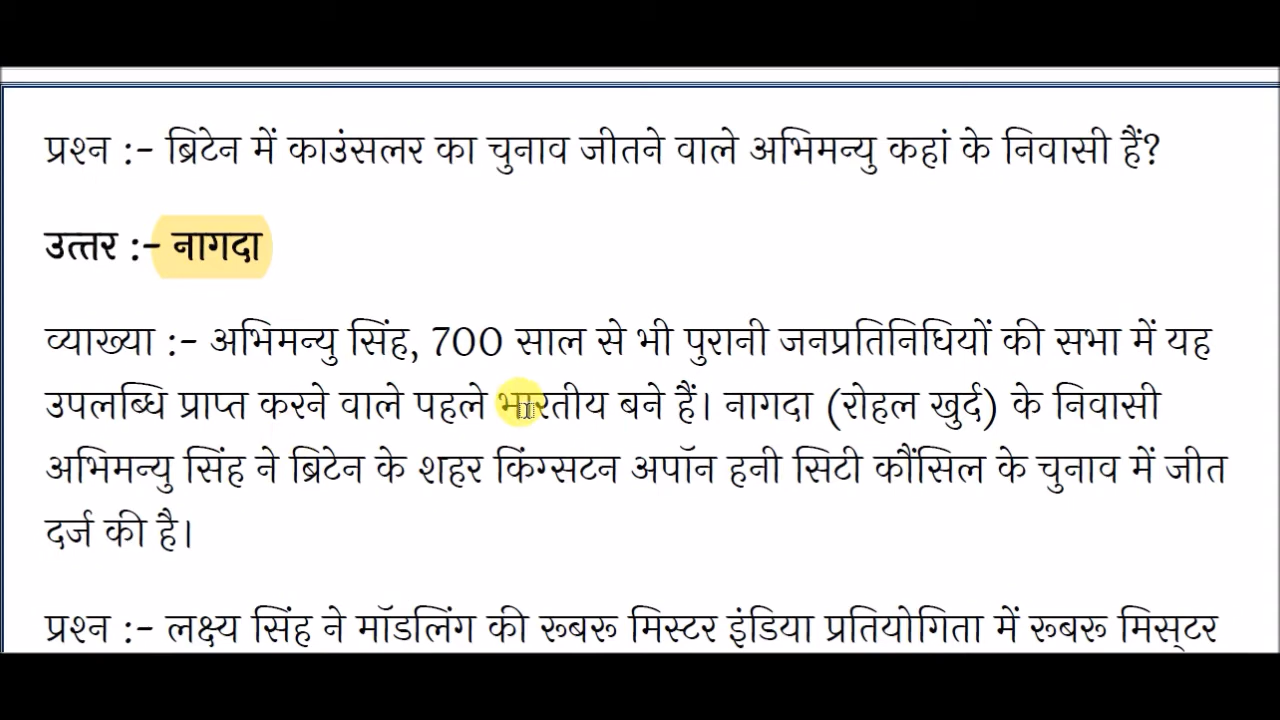 प्रश्न :- ब्रिटेन में काउंसलर का चुनाव जीतने वाले अभिमन्यु कहां के निवासी हैं?
उत्तर :- नागदा
व्याख्या :- अभिमन्यु सिंह, 700 साल से भी पुरानी जनप्रतिनिधियों की सभा में यह
उपलब्धि प्राप्त करने वाले पहले भारतीय बने हैं। नागदा (रोहल खुर्द) के निवासी
अभिमन्यु सिंह ने ब्रिटेन के शहर किंग्सटन अपॉन हनी सिटी कौंसिल के चुनाव में जीत
दर्ज की है।
प्रश्न :- लक्ष्य सिंह ने मॉडलिंग की रूबरू मिस्टर इंडिया प्रतियोगिता में रूबरू मिस्‍टर